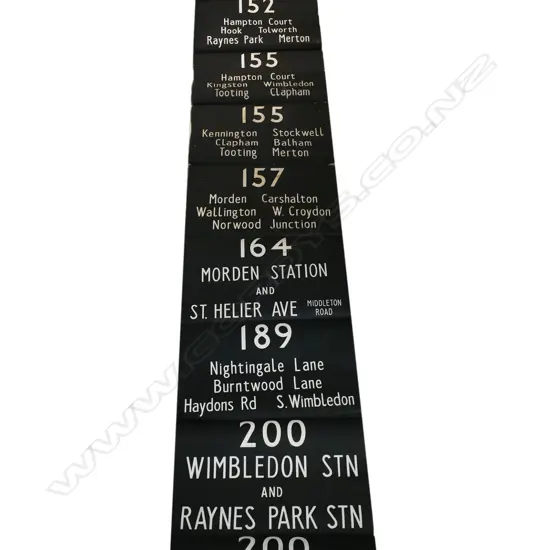 152
Hampton Court
Hook Tolworth
Raynes Park Merton
155
Hampton Court
Kingston Wimbledon
Tooting Clapham
155
Kennington Stockwell
Clapham Balham
Tooting Merton
157
Morden Carshalton
Wallington W. Croydon
Norwood Junction
164
MORDEN STATION
AND
ST. HELIER AVE MIDDLETON ROAD
189
Nightingale Lane
Burntwood Lane
Haydons Rd S.Wimbledon
200
WIMBLEDON STN
AND
RAYNES PARK STN
200